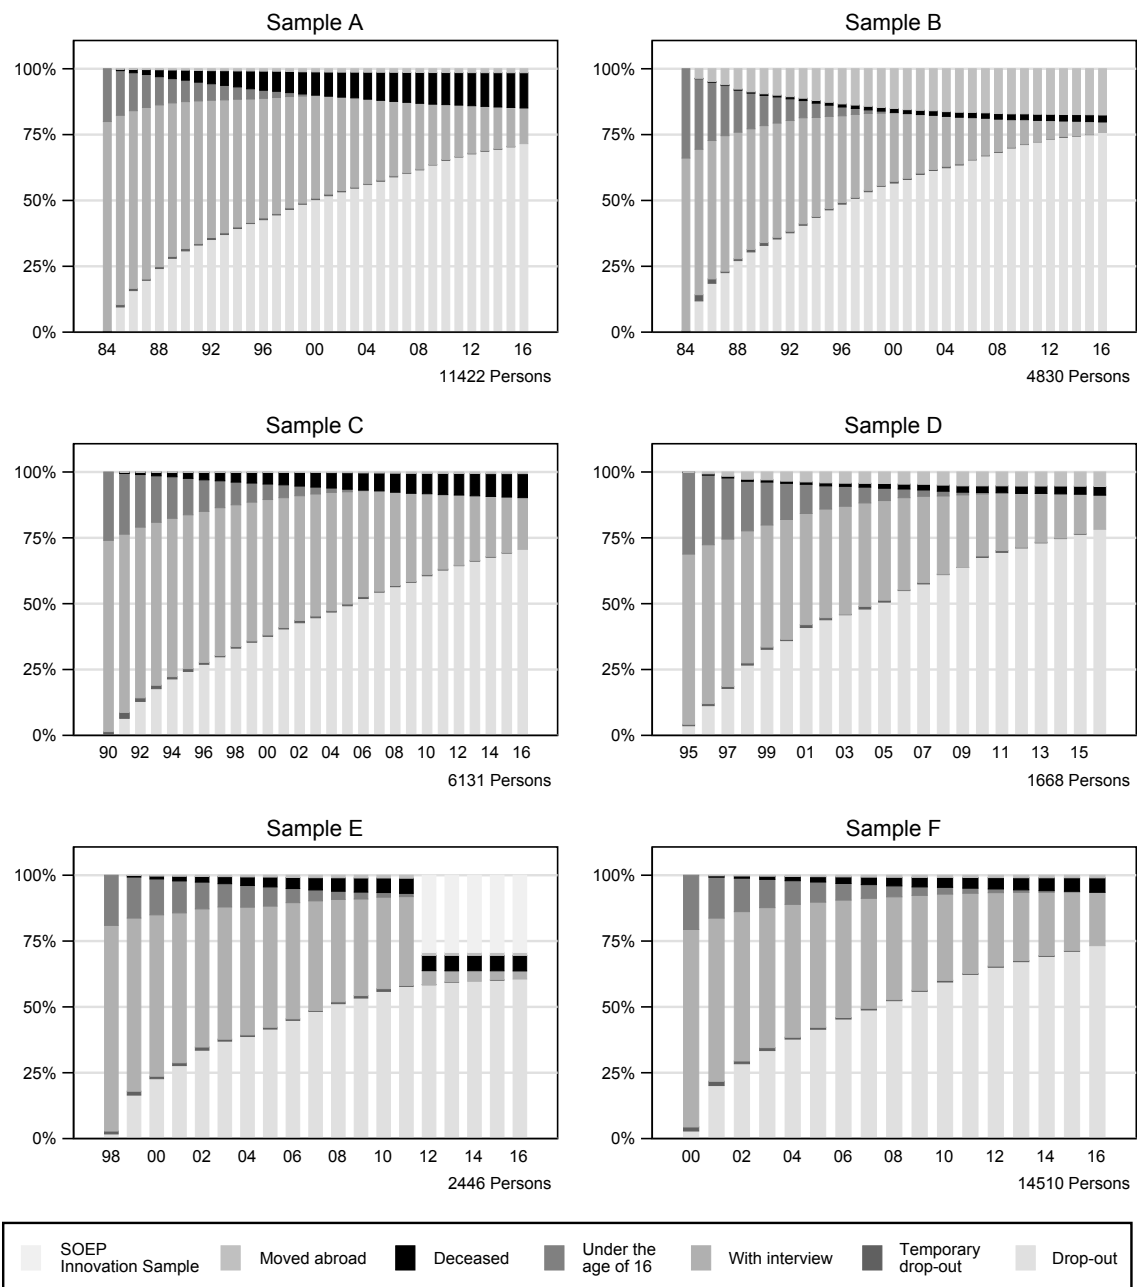 Sample A
100%
75%
50%
25%
0%
84 88 92 96 00 04 08 12 16
11422 Persons
Sample B
100%
75%
50%
25%
0%
84 88 92 96 00 04 08 12 16
4830 Persons
Sample C
100%
75%
50%
25%
0%
90 92 94 96 98 00 02 04 06 08 10 12 14 16
6131 Persons
Sample D
100%
75%
50%
25%
0%
95 97 99 01 03 05 07 09 11 13 15
1668 Persons
Sample E
100%
75%
50%
25%
0%
98 00 02 04 06 08 10 12 14 16
2446 Persons
Sample F
100%
75%
50%
25%
0%
00 02 04 06 08 10 12 14 16
14510 Persons
SOEP
Innovation Sample
Moved abroad
Deceased
Under the
age of 16
With interview
Temporary
drop-out
Drop-out